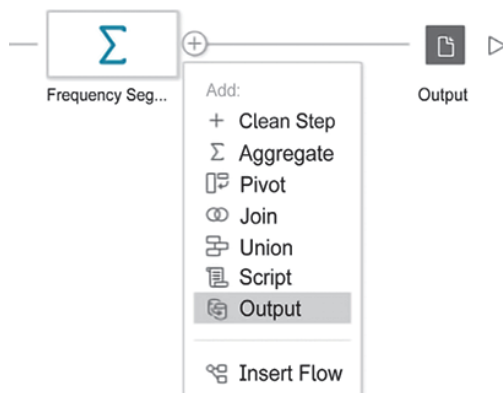 Frequency Seg...
Output
Add:
Clean Step
Aggregate
Pivot
Join
Union
Script
Output
Insert Flow